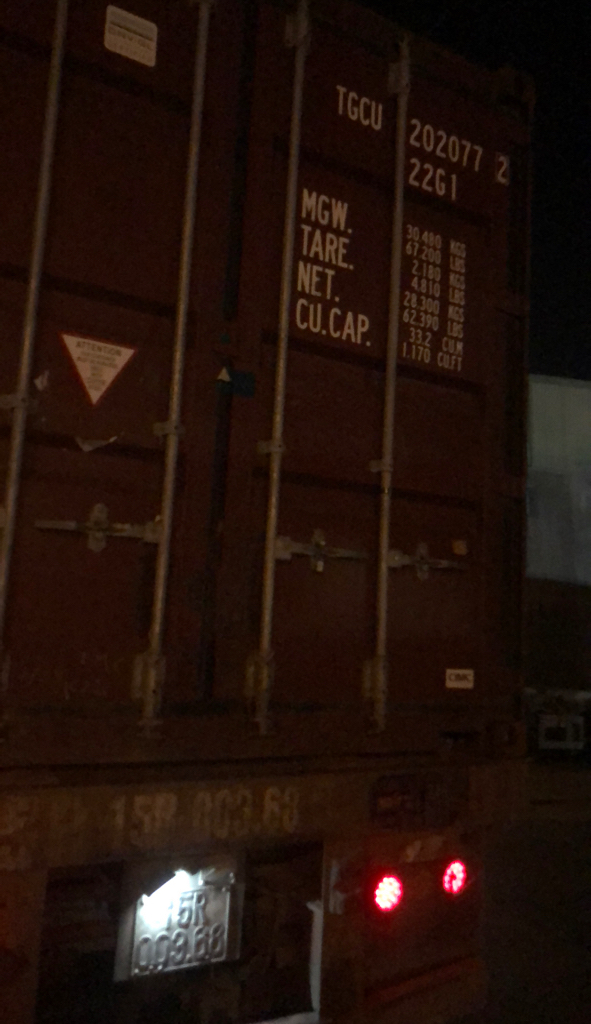 TGCU 202077 2
22G1
MGW. 30.480 KGS
67.200 LBS
TARE. 2.180 KGS
4.810 LBS
NET. 28.300 KGS
62.390 LBS
CU.CAP. 33.2 CU.M
1.170 CU.FT
ATTENTION
CIMC
15R 003.68
15R
003.68